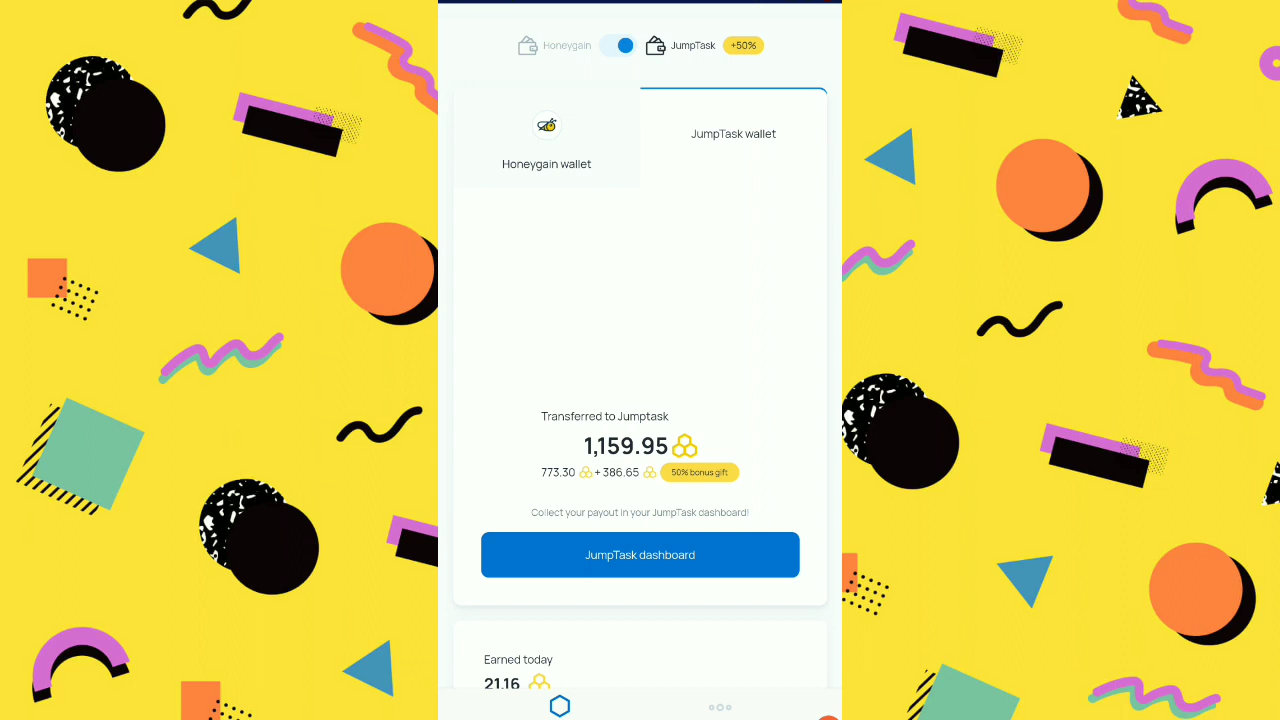 Honeygain JumpTask +50%
Honeygain wallet
JumpTask wallet
Transferred to Jumptask
1,159.95
773.30 + 386.65 50% bonus gift
Collect your payout in your JumpTask dashboard!
JumpTask dashboard
Earned today
21.16